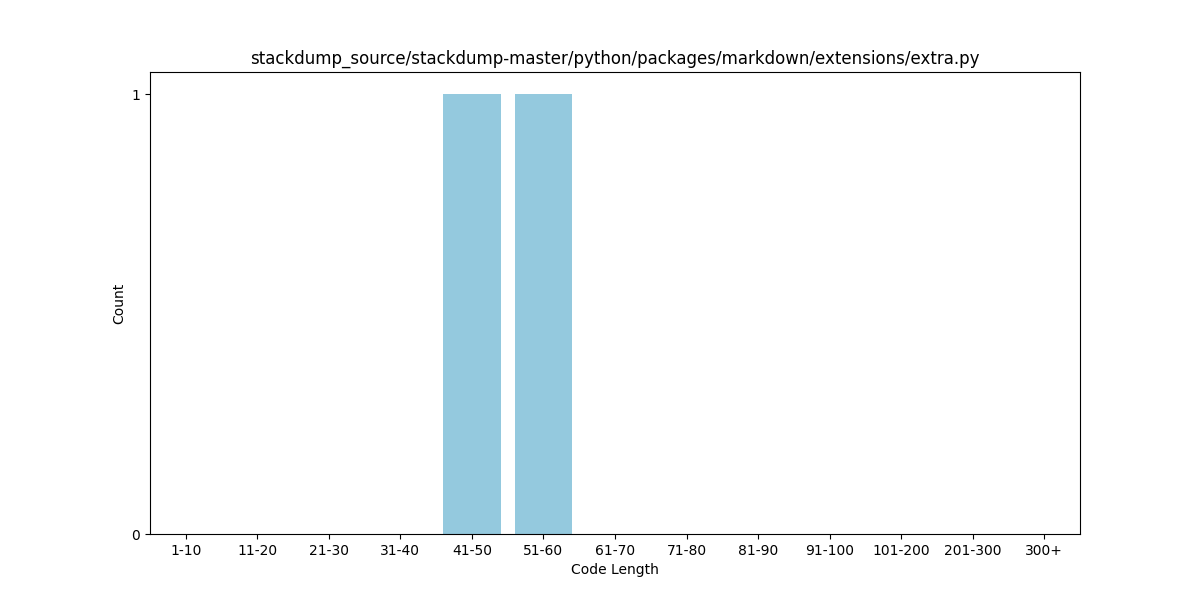 stackdump_source/stackdump-master/python/packages/markdown/extensions/extra.py
1
Count
0
1-10 11-20 21-30 31-40 41-50 51-60 61-70 71-80 81-90 91-100 101-200 201-300 300+
Code Length